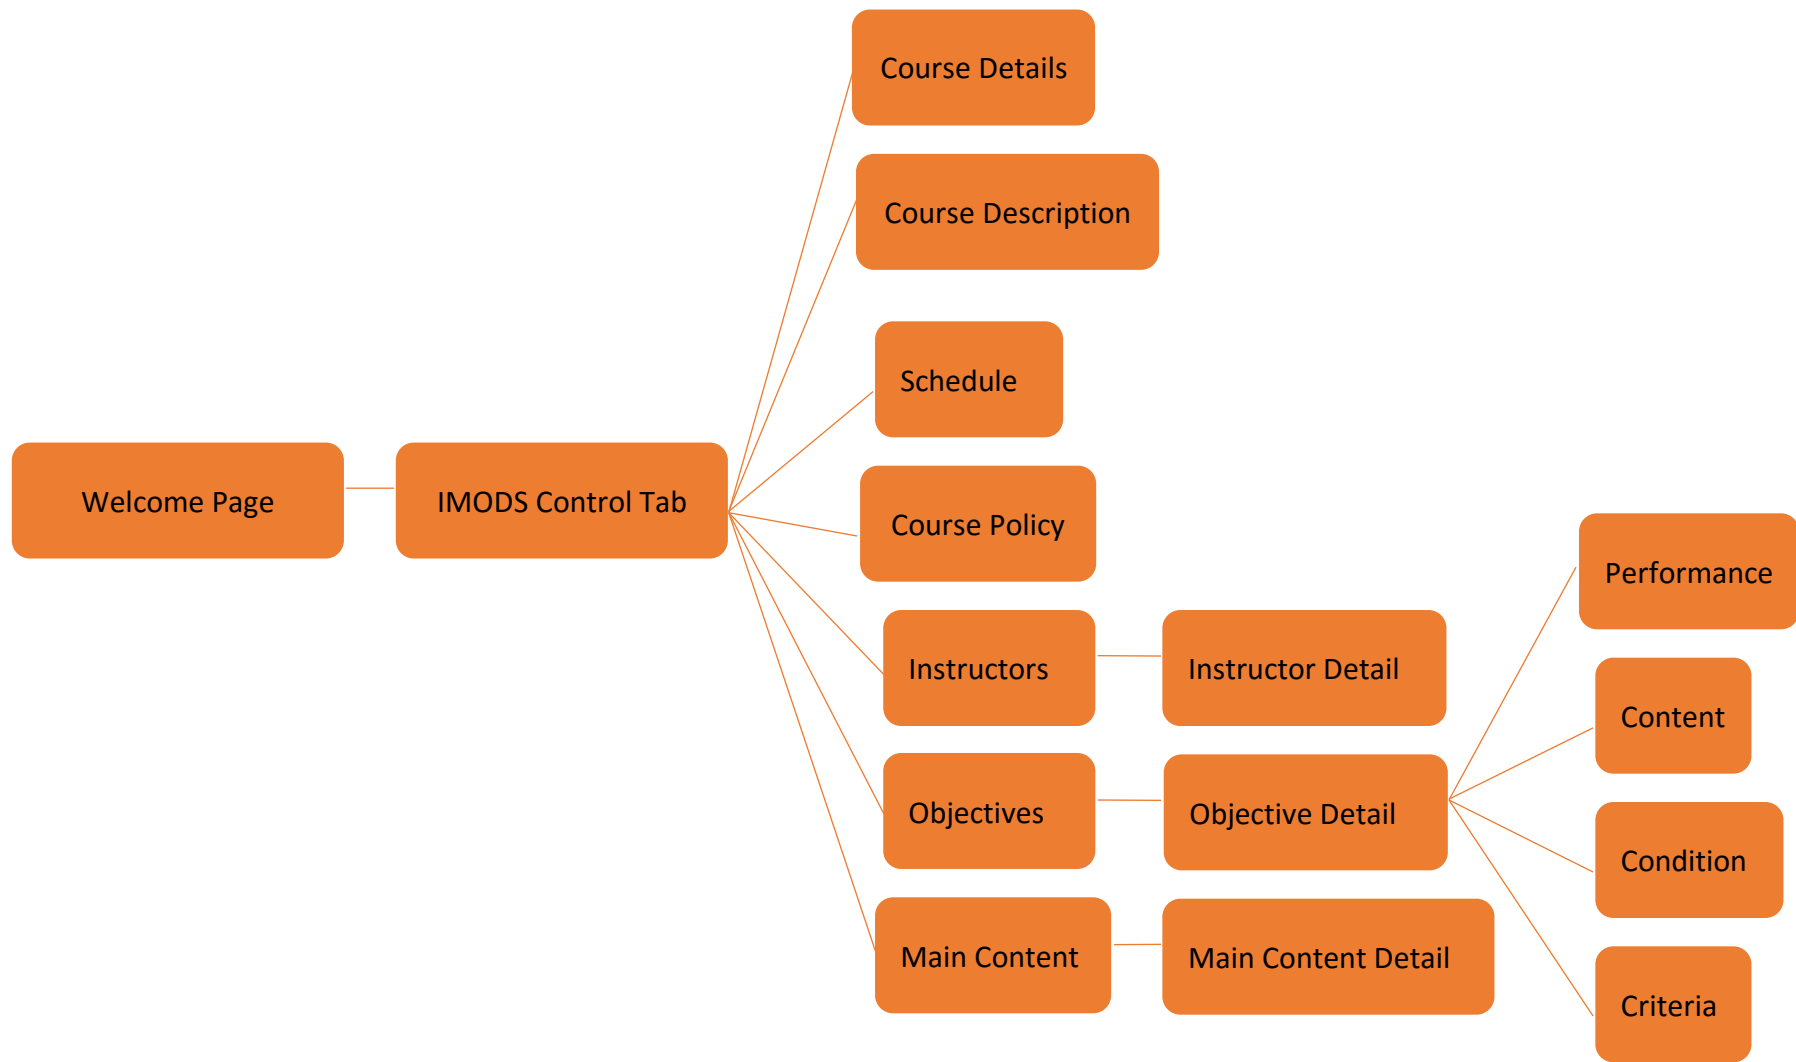 Course Details
Course Description
Schedule
Welcome Page
IMODS Control Tab
Course Policy
Performance
Instructors
Instructor Detail
Content
Objectives
Objective Detail
Condition
Main Content
Main Content Detail
Criteria